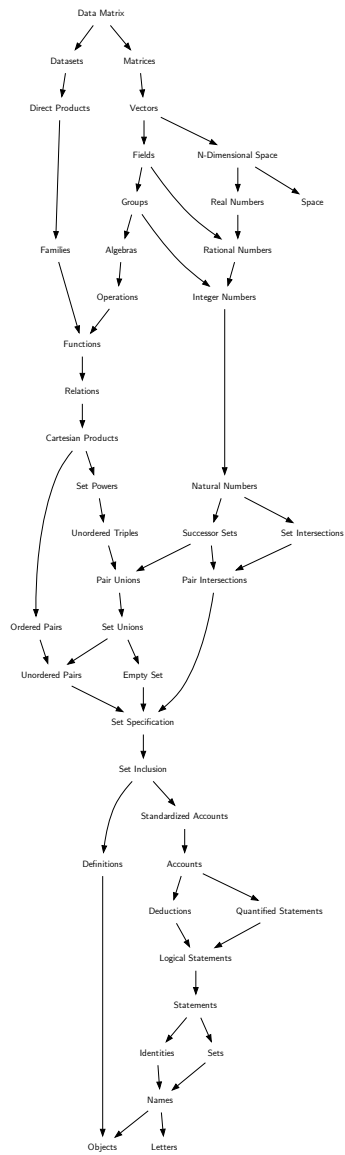 Data Matrix
Datasets
Matrices
Direct Products
Vectors
Fields
N-Dimensional Space
Groups
Real Numbers
Space
Families
Algebras
Rational Numbers
Operations
Integer Numbers
Functions
Relations
Cartesian Products
Set Powers
Natural Numbers
Unordered Triples
Successor Sets
Set Intersections
Pair Unions
Pair Intersections
Ordered Pairs
Set Unions
Unordered Pairs
Empty Set
Set Specification
Set Inclusion
Standardized Accounts
Definitions
Accounts
Deductions
Quantified Statements
Logical Statements
Statements
Identities
Sets
Names
Objects
Letters